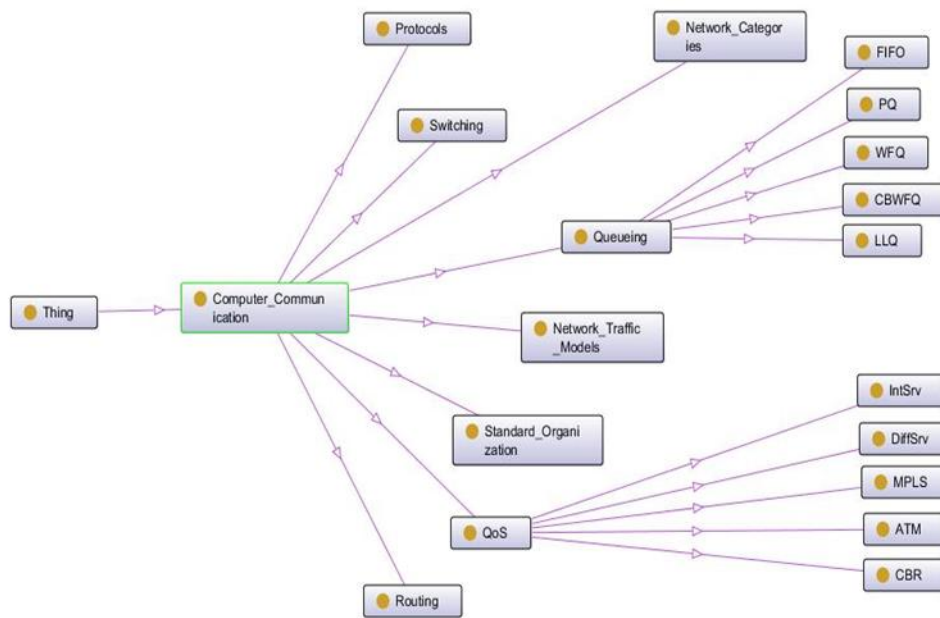 Protocols
Network_Categor
ies
FIFO
PQ
Switching
WFQ
CBWFQ
Queueing
LLQ
Computer_Commun
ication
Thing
Network_Traffic
_Models
IntSrv
Standard_Organi
zation
DiffSrv
MPLS
QoS
ATM
CBR
Routing